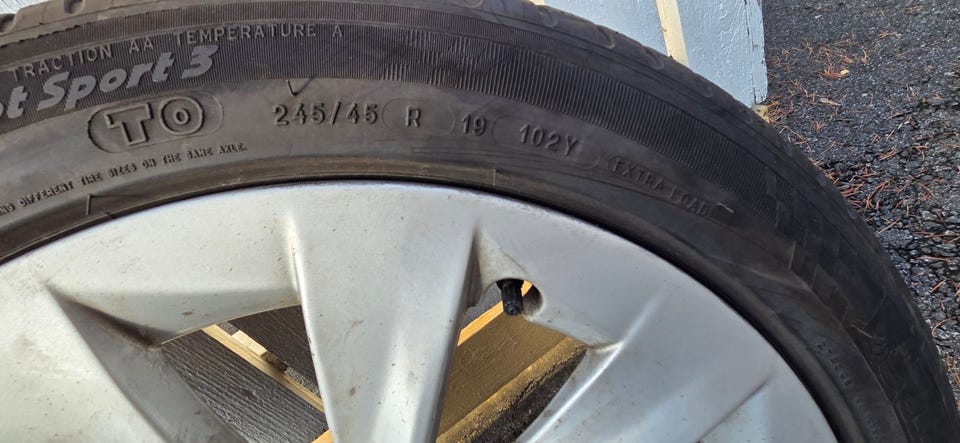 TRACTION AA TEMPERATURE A
ot Sport 3
TO 245/45 R 19 102Y EXTRA LOAD
DIFFERENT TIRE SIZES ON THE SAME AXLE.